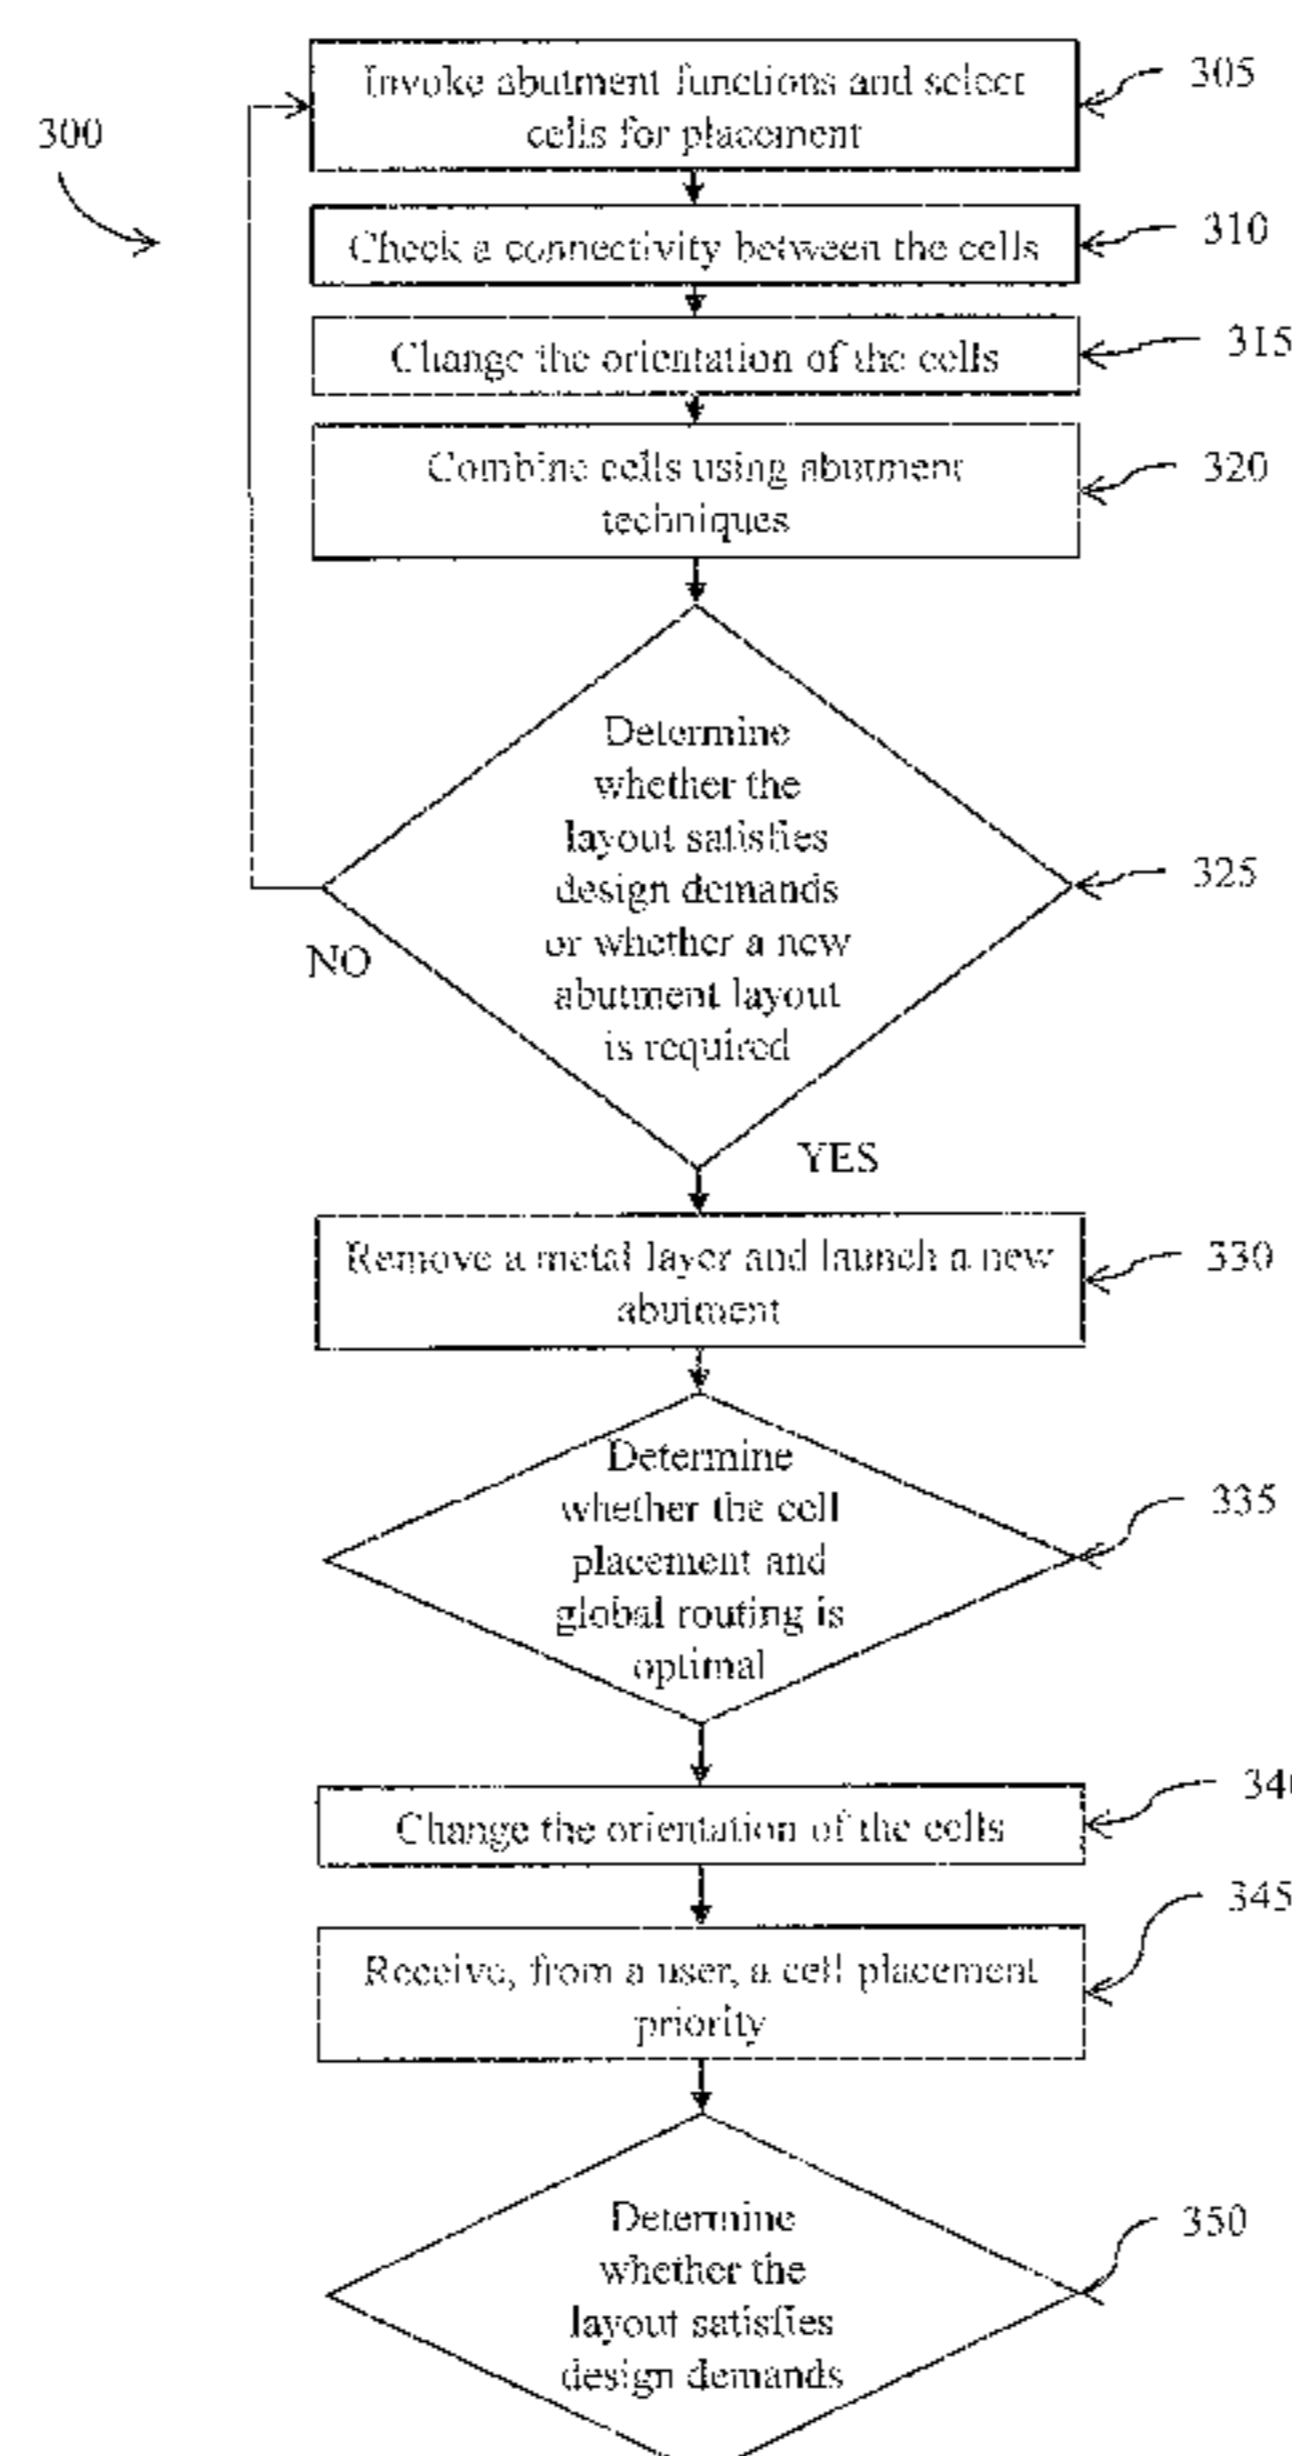 300
Invoke abutment functions and select
cells for placement
305
Check a connectivity between the cells
310
Change the orientation of the cells
315
Combine cells using abutment
techniques
320
Determine
whether the
layout satisfies
design demands
or whether a new
abutment layout
is required
325
NO
YES
Remove a metal layer and launch a new
abutment
330
Determine
whether the cell
placement and
global routing is
optimal
335
Change the orientation of the cells
Receive, from a user, a cell placement
priority
345
Determine
whether the
layout satisfies
design demands
350